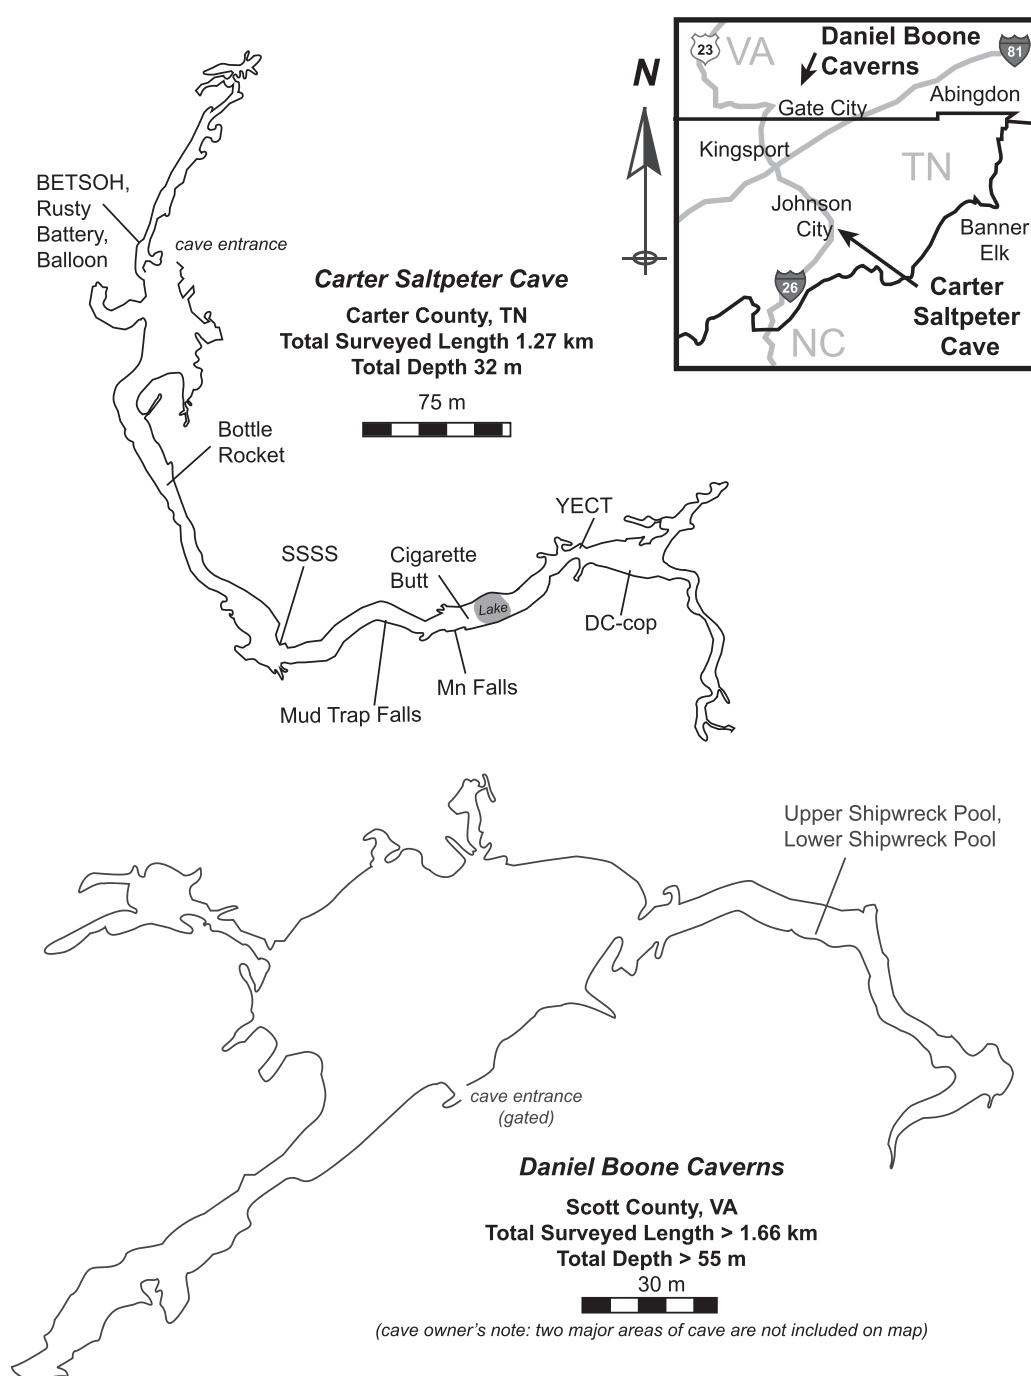 N
23
VA
Daniel Boone
Caverns
81
Gate City
Abingdon
Kingsport
TN
Johnson
City
Banner
Elk
26
Carter
Saltpeter
Cave
NC
BETSOH,
Rusty
Battery,
Balloon
cave entrance
Carter Saltpeter Cave
Carter County, TN
Total Surveyed Length 1.27 km
Total Depth 32 m
75 m
Bottle
Rocket
SSSS
Cigarette
Butt
YECT
Lake
DC-cop
Mn Falls
Mud Trap Falls
Upper Shipwreck Pool,
Lower Shipwreck Pool
cave entrance
(gated)
Daniel Boone Caverns
Scott County, VA
Total Surveyed Length > 1.66 km
Total Depth > 55 m
30 m
(cave owner's note: two major areas of cave are not included on map)